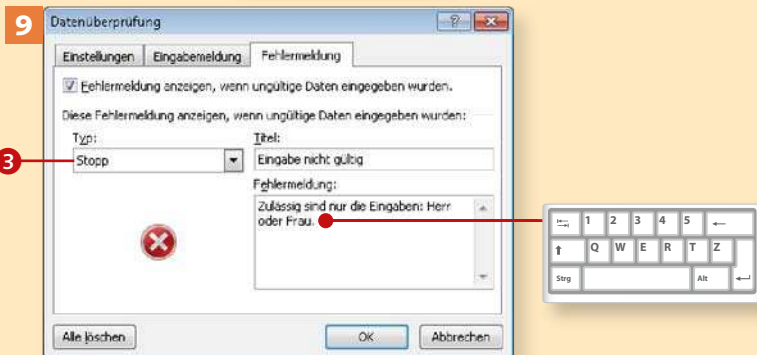 9
Datenüberprüfung
Einstellungen Eingabemeldung Fehlermeldung
Fehlermeldung anzeigen, wenn ungültige Daten eingegeben wurden.
Diese Fehlermeldung anzeigen, wenn ungültige Daten eingegeben wurden:
Typ: Titel:
3 Stopp Eingabe nicht gültig
Fehlermeldung:
Zulässig sind nur die Eingaben: Herr
oder Frau.
1 2 3 4 5
Q W E R T Z
Strg Alt
Alle löschen OK Abbrechen